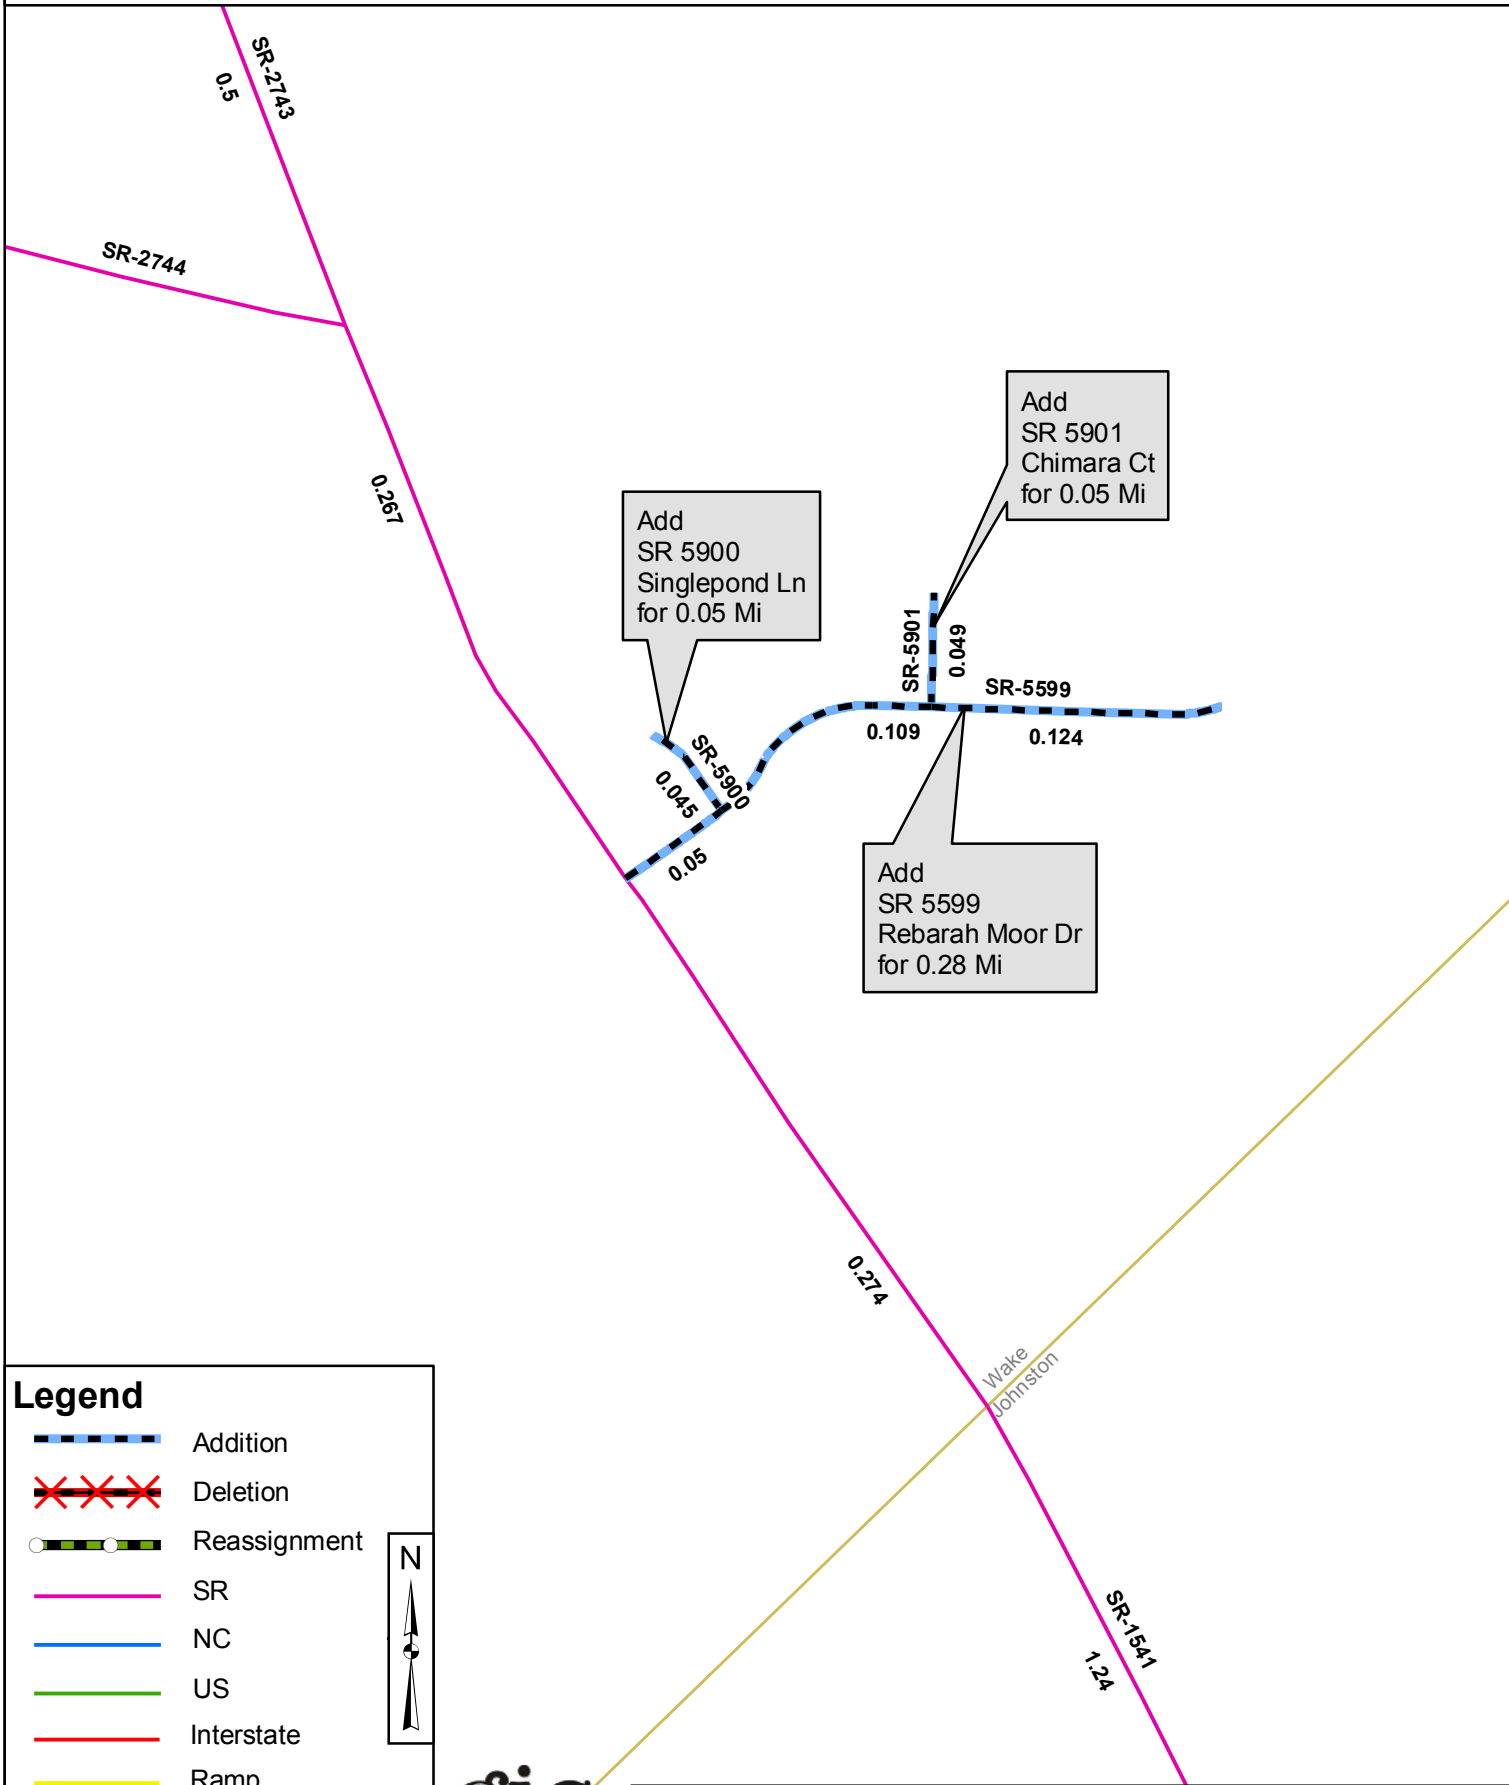 SR-2743
0.5
SR-2744
0.267
Add
SR 5901
Chimara Ct
for 0.05 Mi
Add
SR 5900
Singlepond Ln
for 0.05 Mi
SR-5901
0.049
SR-5599
0.109
0.124
SR-5900
0.045
0.05
Add
SR 5599
Rebarah Moor Dr
for 0.28 Mi
0.274
Wake
Johnston
SR-1541
1.24
Legend
Addition
Deletion
Reassignment
SR
NC
US
Interstate
Ramp
N